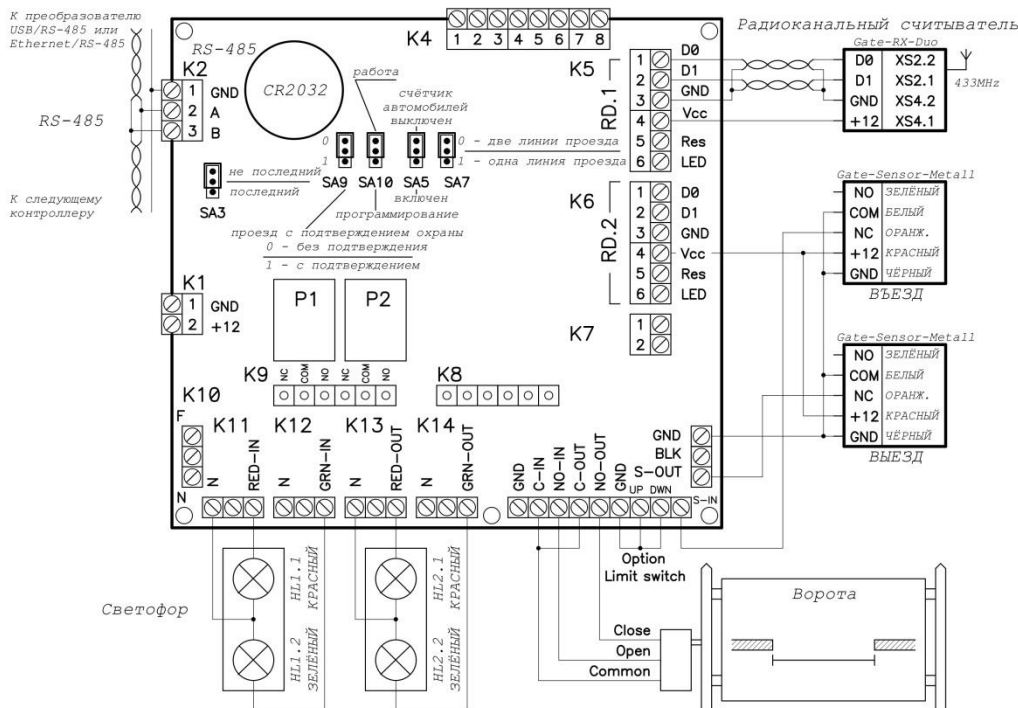 К преобразователю
USB/RS-485 или
Ethernet/RS-485
RS-485
К следующему
контроллеру
K2
1 GND
2 A
3 B
RS-485
CR2032
K4
1 2 3 4 5 6 7 8
работа
счётчик
автомобилей
выключен
0
1
SA9 SA10 SA5 SA7
0 - две линии проезда
1 - одна линия проезда
включен
программирование
не последний
последний
SA3
проезд с подтверждением охраны
0 - без подтверждения
1 - с подтверждением
K5
RD.1
1 D0
2 D1
3 GND
4 Vcc
5 Res
6 LED
K6
RD.2
1 D0
2 D1
3 GND
4 Vcc
5 Res
6 LED
K7
1
2
K1
1 GND
2 +12
P1 P2
K9
NC COM NO NC COM NO
K8
K10
F
N
K11
N RED-IN
K12
N GRN-IN
K13
N RED-OUT
K14
N GRN-OUT
GND C-IN NO-IN C-OUT NO-OUT GND UP DWN
S-IN
GND
BLK
S-OUT
Радиоканальный считыватель
Gate-RX-Duo
D0 XS2.2
D1 XS2.1
GND XS4.2
+12 XS4.1
433MHz
Gate-Sensor-Metall
NO ЗЕЛЁНЫЙ
COM БЕЛЫЙ
NC ОРАНЖ.
+12 КРАСНЫЙ
GND ЧЁРНЫЙ
ВЪЕЗД
Gate-Sensor-Metall
NO ЗЕЛЁНЫЙ
COM БЕЛЫЙ
NC ОРАНЖ.
+12 КРАСНЫЙ
GND ЧЁРНЫЙ
ВЫЕЗД
Светофор
HL1.1
КРАСНЫЙ
HL1.2
ЗЕЛЁНЫЙ
HL2.1
КРАСНЫЙ
HL2.2
ЗЕЛЁНЫЙ
Option
Limit switch
Close
Open
Common
Ворота